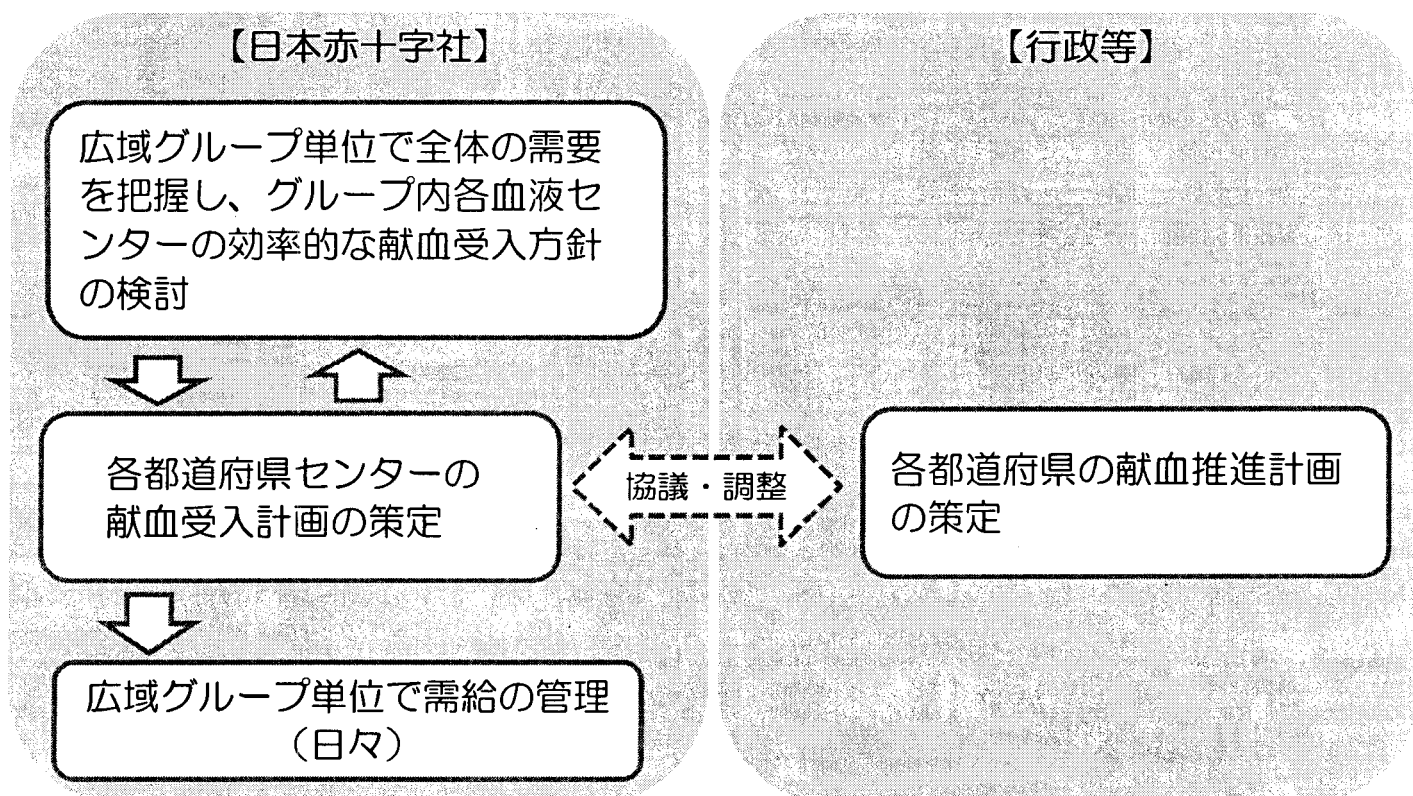 【日本赤十字社】
広域グループ単位で全体の需要
を把握し、グループ内各血液セ
ンターの効率的な献血受入方針
の検討
各都道府県センターの
献血受入計画の策定
広域グループ単位で需給の管理
（日々）
協議・調整
【行政等】
各都道府県の献血推進計画
の策定